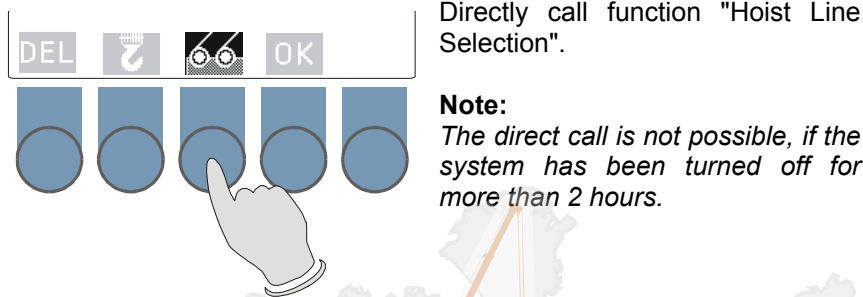 Directly call function "Hoist Line
Selection".
DEL
OK
Note:
The direct call is not possible, if the
system has been turned off for
more than 2 hours.